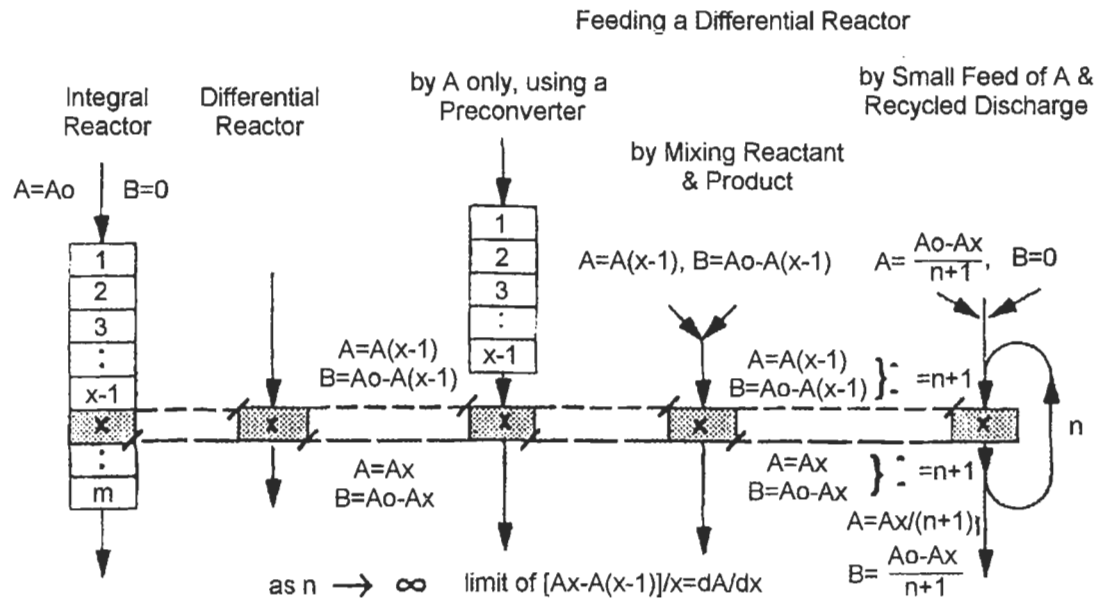 Feeding a Differential Reactor
Integral
Reactor
Differential
Reactor
by A only, using a
Preconverter
by Mixing Reactant
& Product
by Small Feed of A &
Recycled Discharge
A=Ao
B=0
1
2
3
:
x-1
x
:
m
x
1
2
3
:
x-1
x
A=A(x-1)
B=Ao-A(x-1)
A=Ax
B=Ao-Ax
A=A(x-1), B=Ao-A(x-1)
x
A=A(x-1)
B=Ao-A(x-1)
} : =n+1
A=Ax
B=Ao-Ax
} : =n+1
A= Ao-Ax
n+1, B=0
x
n
A=Ax/(n+1)}
B= Ao-Ax
n+1
as n → ∞ limit of [Ax-A(x-1)]/x=dA/dx